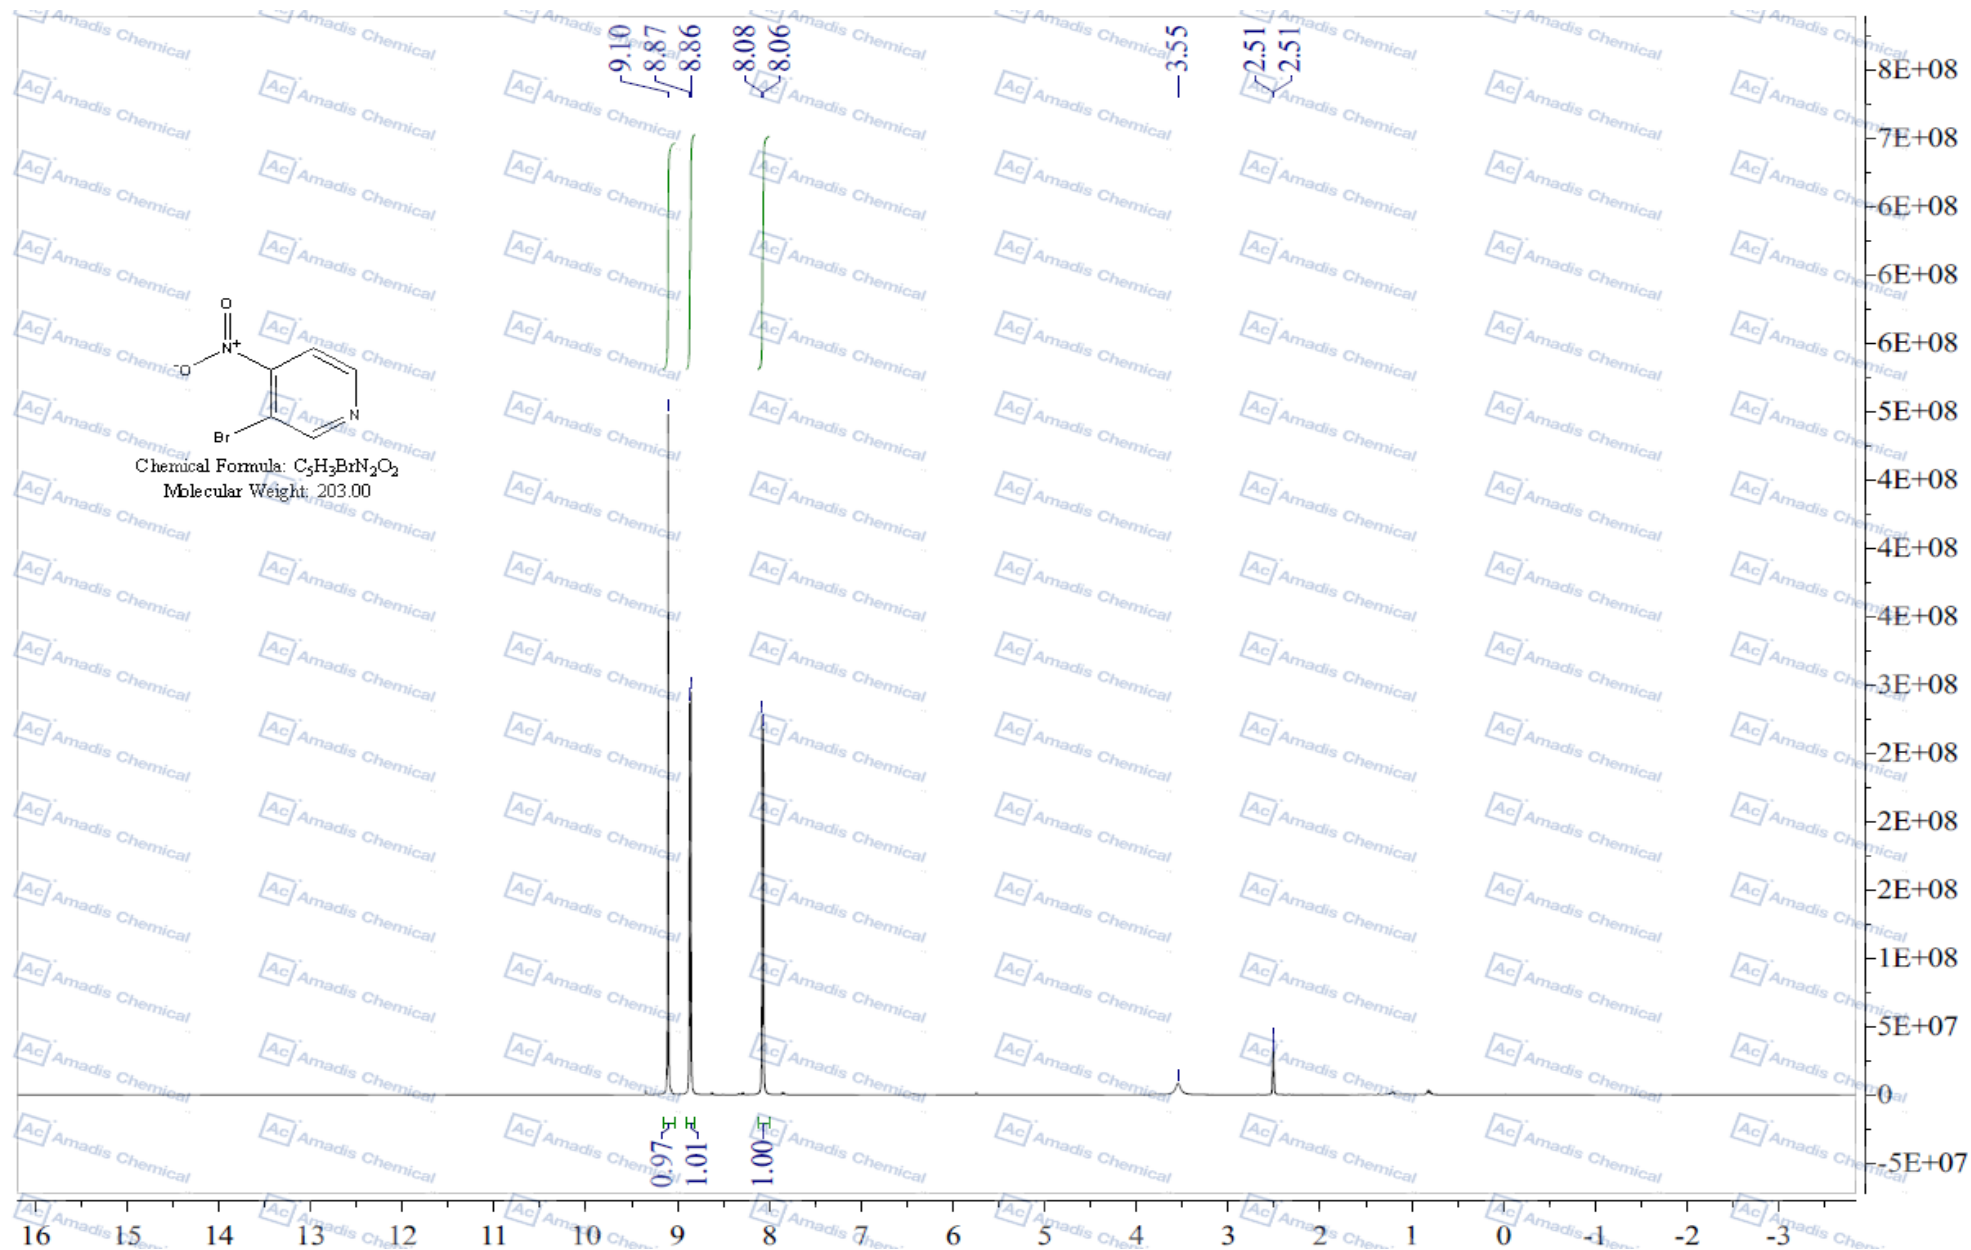 9.10
8.87
8.86
8.08
8.06
3.55
2.51
2.51
8E+08
7E+08
6E+08
6E+08
6E+08
5E+08
4E+08
4E+08
4E+08
3E+08
2E+08
2E+08
2E+08
1E+08
5E+07
0
-5E+07
O
N+
-O
Br
N
Chemical Formula: C5H3BrN2O2
Molecular Weight: 203.00
0.97
1.01
1.00
16 15 14 13 12 11 10 9 8 7 6 5 4 3 2 1 0 -1 -2 -3
Ac Amadis Chemical